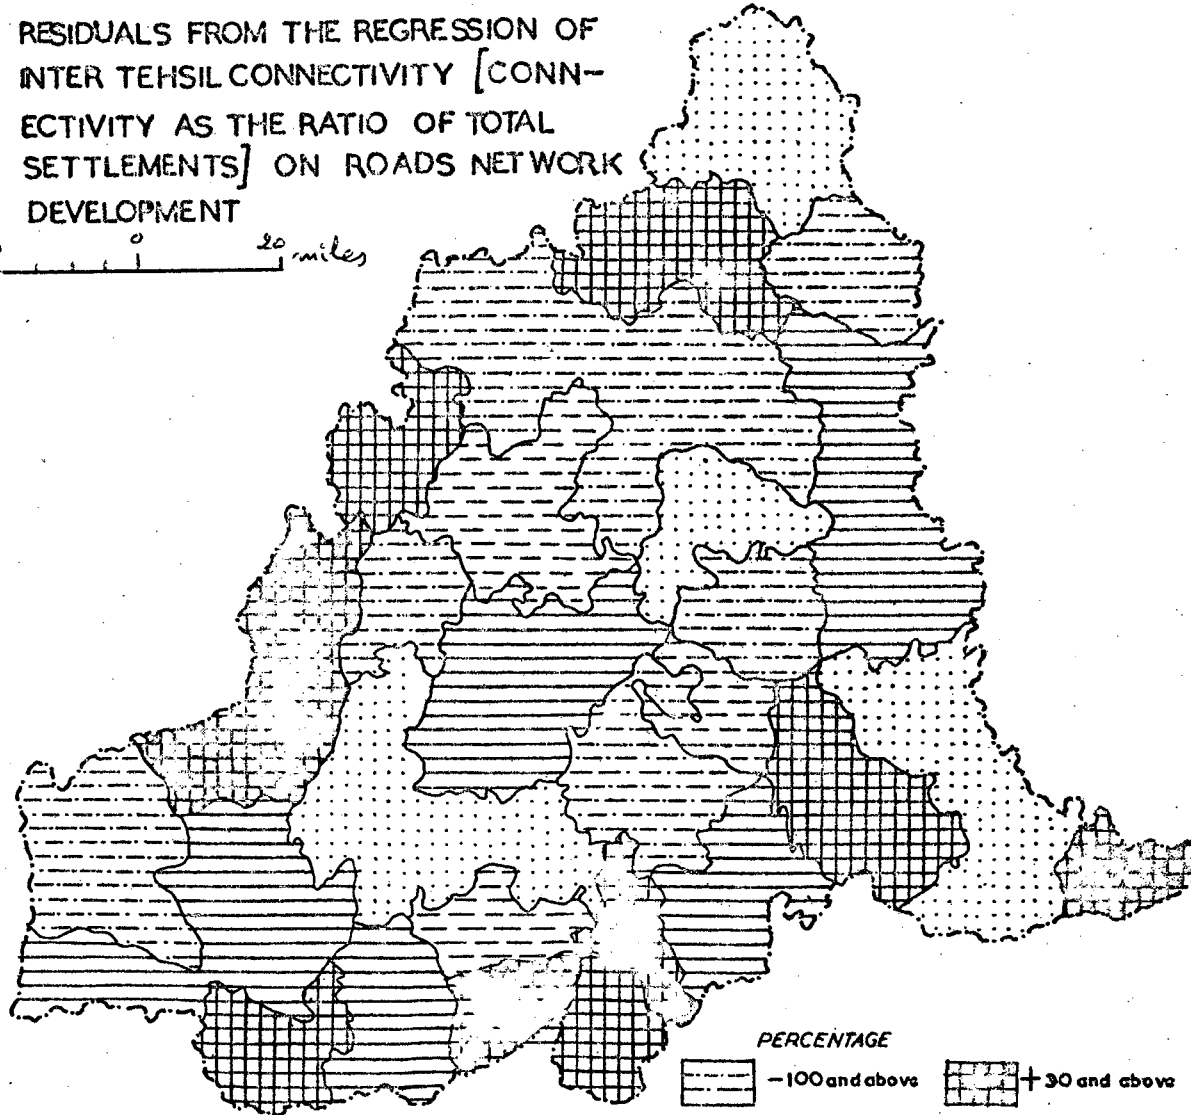 RESIDUALS FROM THE REGRESSION OF
INTER TEHSIL CONNECTIVITY [CONN-
ECTIVITY AS THE RATIO OF TOTAL
SETTLEMENTS] ON ROADS NETWORK
DEVELOPMENT
0 20 miles
PERCENTAGE
-100 and above +30 and above